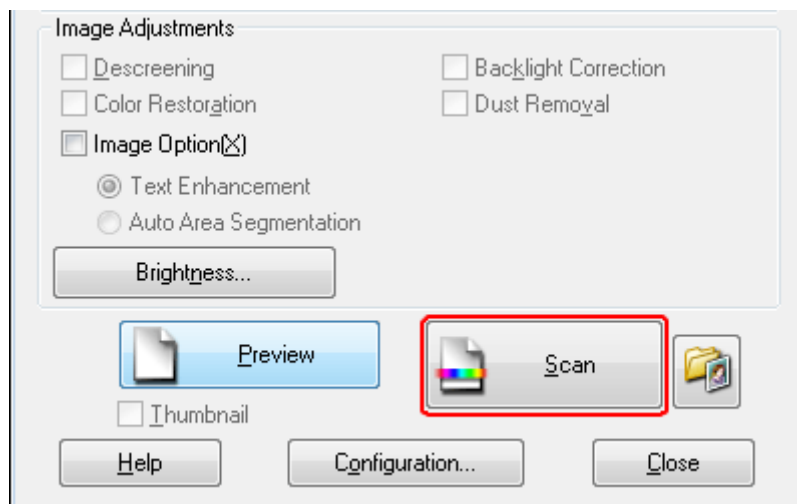 Image Adjustments
Descreening Backlight Correction
Color Restoration Dust Removal
Image Option(X)
Text Enhancement
Auto Area Segmentation
Brightness...
Preview Scan
Thumbnail
Help Configuration... Close